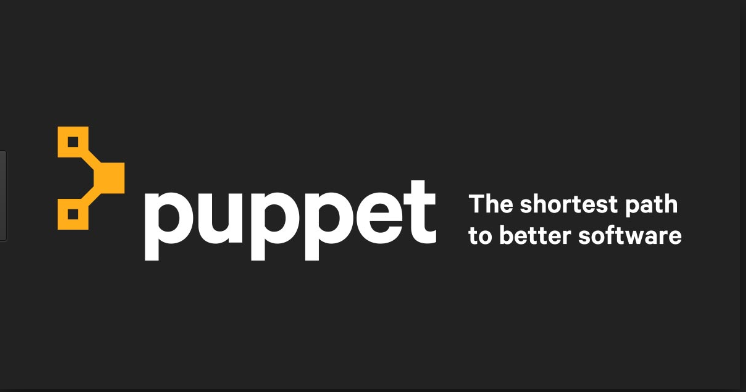 puppet
The shortest path
to better software